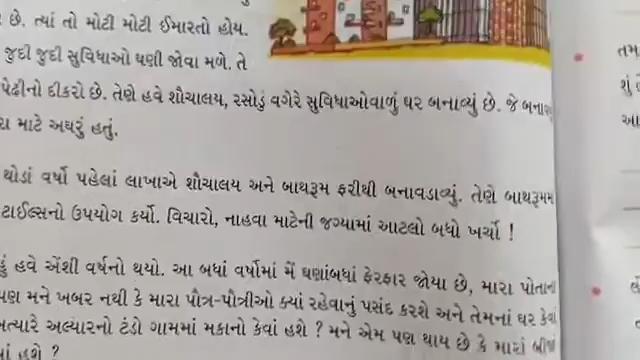 છે. ત્યાં તો મોટી મોટી ઈમારતો હોય.
જુદી જુદી સુવિધાઓ ઘણી જોવા મળે. તે
પેઢીનો દીકરો છે. તેણે હવે શૌચાલય, રસોડું વગેરે સુવિધાઓવાળું ઘર બનાવ્યું છે. જે
માટે અઘરું હતું.
થોડાં વર્ષો પહેલાં લાખાએ શૌચાલય અને બાથરૂમ ફરીથી બનાવડાવ્યું. તેણે બાથરૂમમાં
ટાઈલ્સનો ઉપયોગ કર્યો. વિચારો, નાહવા માટેની જગ્યામાં આટલો બધો ખર્ચો !
હવે એંશી વર્ષનો થયો. આ બધાં વર્ષોમાં મેં ઘણાંબધાં ફેરફાર જોયા છે, મારા પોતાના
પણ મને ખબર નથી કે મારા પૌત્ર-પૌત્રીઓ ક્યાં રહેવાનું પસંદ કરશે અને તેમનાં ઘર કેવાં
અત્યારે અલ્યારનો ટંડો ગામમાં મકાનો કેવાં હશે ? મને એમ પણ થાય છે કે મારાં
હશે ?
શું